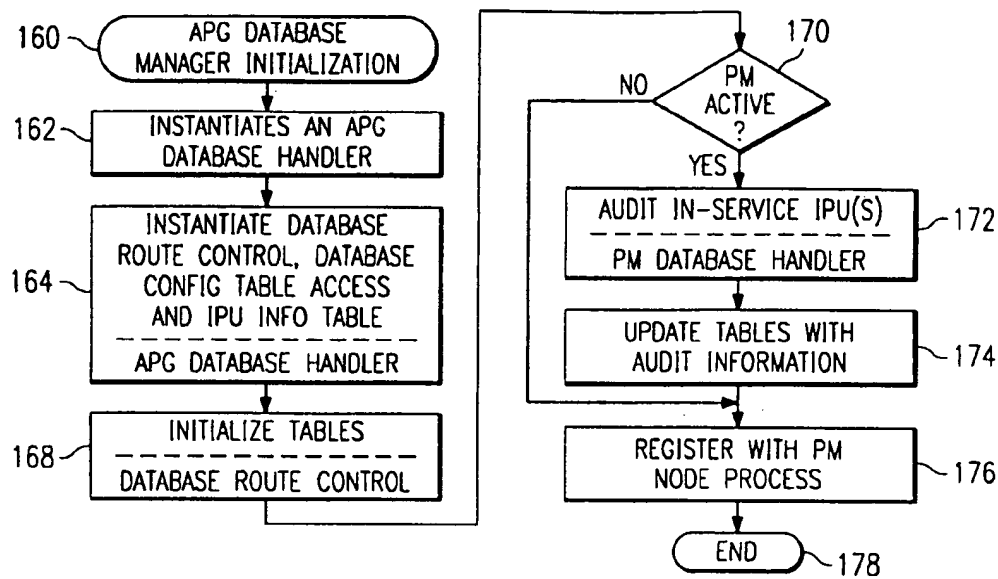 160
APG DATABASE
MANAGER INITIALIZATION
162
INSTANTIATES AN APG
DATABASE HANDLER
164
INSTANTIATE DATABASE
ROUTE CONTROL, DATABASE
CONFIG TABLE ACCESS
AND IPU INFO TABLE
APG DATABASE HANDLER
168
INITIALIZE TABLES
DATABASE ROUTE CONTROL
170
PM
ACTIVE
?
NO
YES
AUDIT IN-SERVICE IPU(S)
PM DATABASE HANDLER
172
UPDATE TABLES WITH
AUDIT INFORMATION
174
REGISTER WITH PM
NODE PROCESS
176
END
178